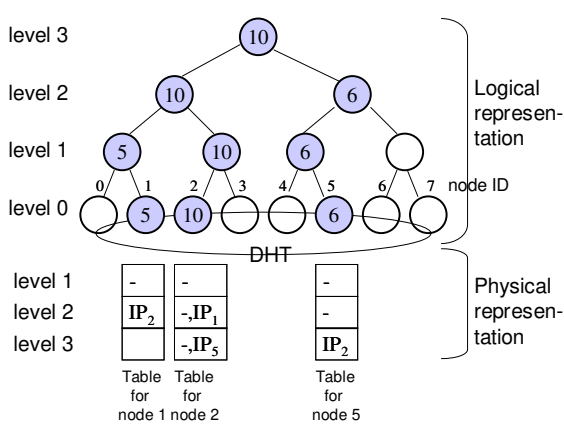 level 3
10
level 2
10
6
Logical
represen-
tation
level 1
5
10
6
0
1
2
3
4
5
6
7
node ID
level 0
5
10
6
DHT
level 1
-
-
-
Physical
represen-
tation
level 2
IP₂
-,IP₁
-
level 3
-,IP₅
IP₂
Table
for
node 1
Table
for
node 2
Table
for
node 5